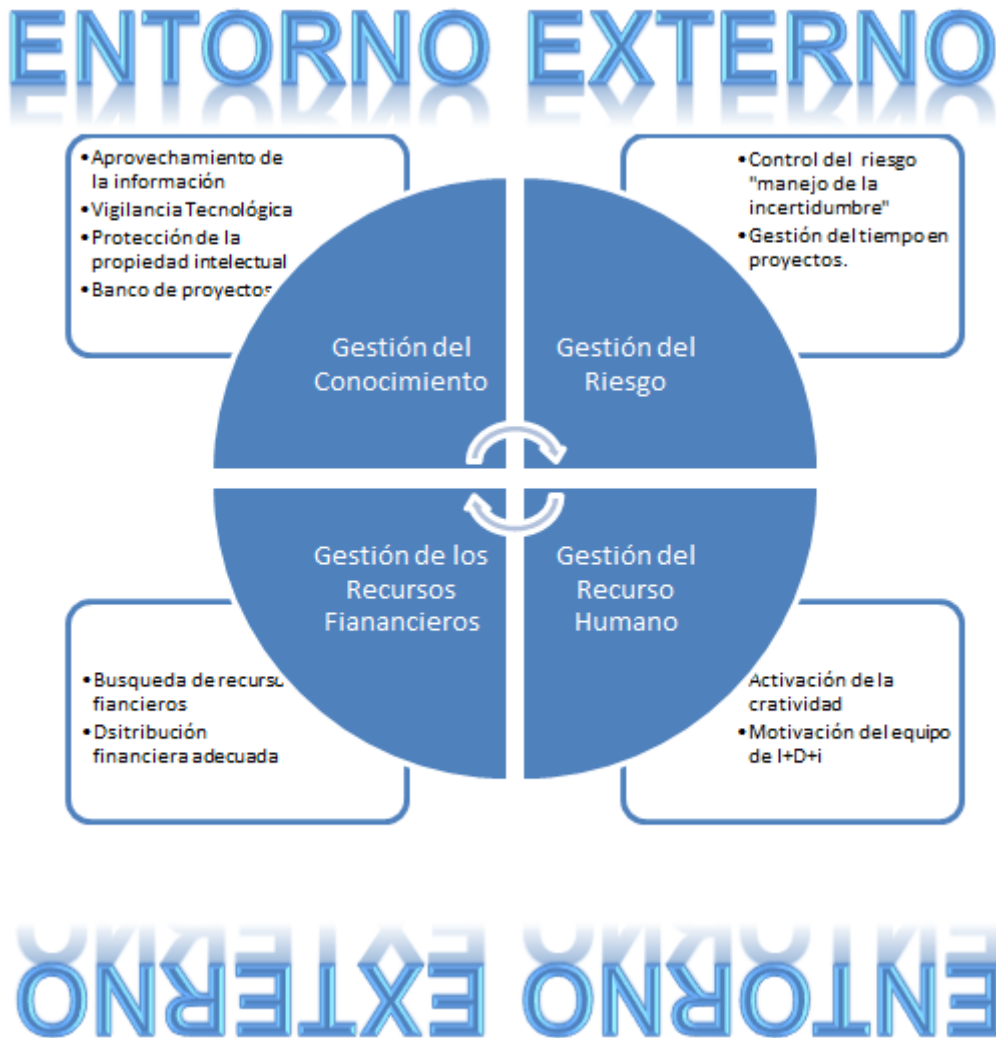 ENTORNO EXTERNO
•Aprovechamiento de
la información
•Vigilancia Tecnológica
•Protección de la
propiedad intelectual
•Banco de proyectos
•Control del riesgo
"manejo de la
incertidumbre"
•Gestión del tiempo en
proyectos.
Gestión del
Conocimiento
Gestión del
Riesgo
Gestión de los
Recursos
Fianancieros
Gestión del
Recurso
Humano
•Busqueda de recurso
fiancieros
•Dsitribución
financiera adecuada
Activación de la
cratividad
•Motivación del equipo
de I+D+i
ENTORNO EXTERNO